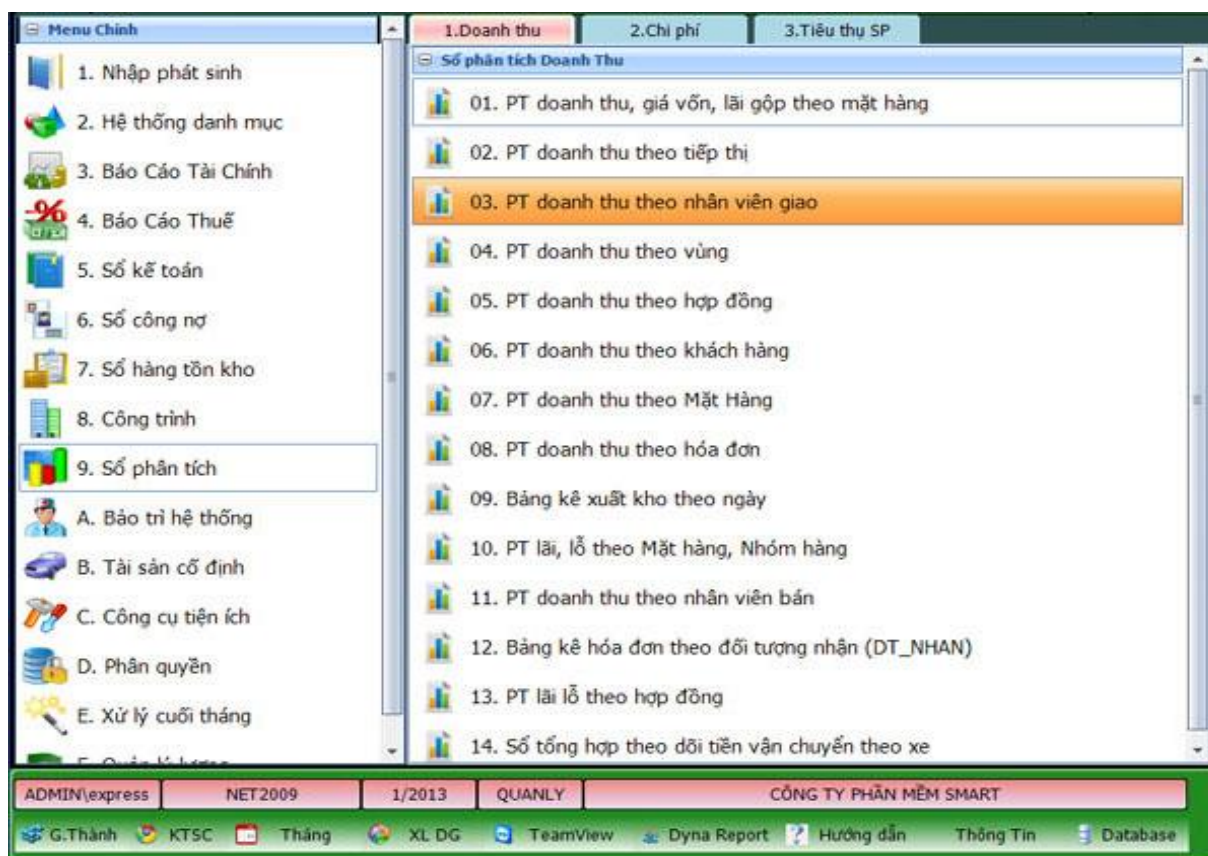 Menu Chính
1. Nhập phát sinh
2. Hệ thống danh mục
3. Báo Cáo Tài Chính
4. Báo Cáo Thuế
5. Sổ kế toán
6. Sổ công nợ
7. Sổ hàng tồn kho
8. Công trình
9. Sổ phân tích
A. Bảo trì hệ thống
B. Tài sản cố định
C. Công cụ tiện ích
D. Phân quyền
E. Xử lý cuối tháng
1.Doanh thu 2.Chi phí 3.Tiêu thụ SP
Sổ phân tích Doanh Thu
01. PT doanh thu, giá vốn, lãi gộp theo mặt hàng
02. PT doanh thu theo tiếp thị
03. PT doanh thu theo nhân viên giao
04. PT doanh thu theo vùng
05. PT doanh thu theo hợp đồng
06. PT doanh thu theo khách hàng
07. PT doanh thu theo Mặt Hàng
08. PT doanh thu theo hóa đơn
09. Bảng kê xuất kho theo ngày
10. PT lãi, lỗ theo Mặt hàng, Nhóm hàng
11. PT doanh thu theo nhân viên bán
12. Bảng kê hóa đơn theo đối tượng nhận (DT_NHAN)
13. PT lãi lỗ theo hợp đồng
14. Sổ tổng hợp theo dõi tiền vận chuyển theo xe
ADMIN\express NET2009 1/2013 QUANLY CÔNG TY PHẦN MỀM SMART
G.Thành KTSC Tháng XL DG TeamView Dyna Report Hướng dẫn Thông Tin Database